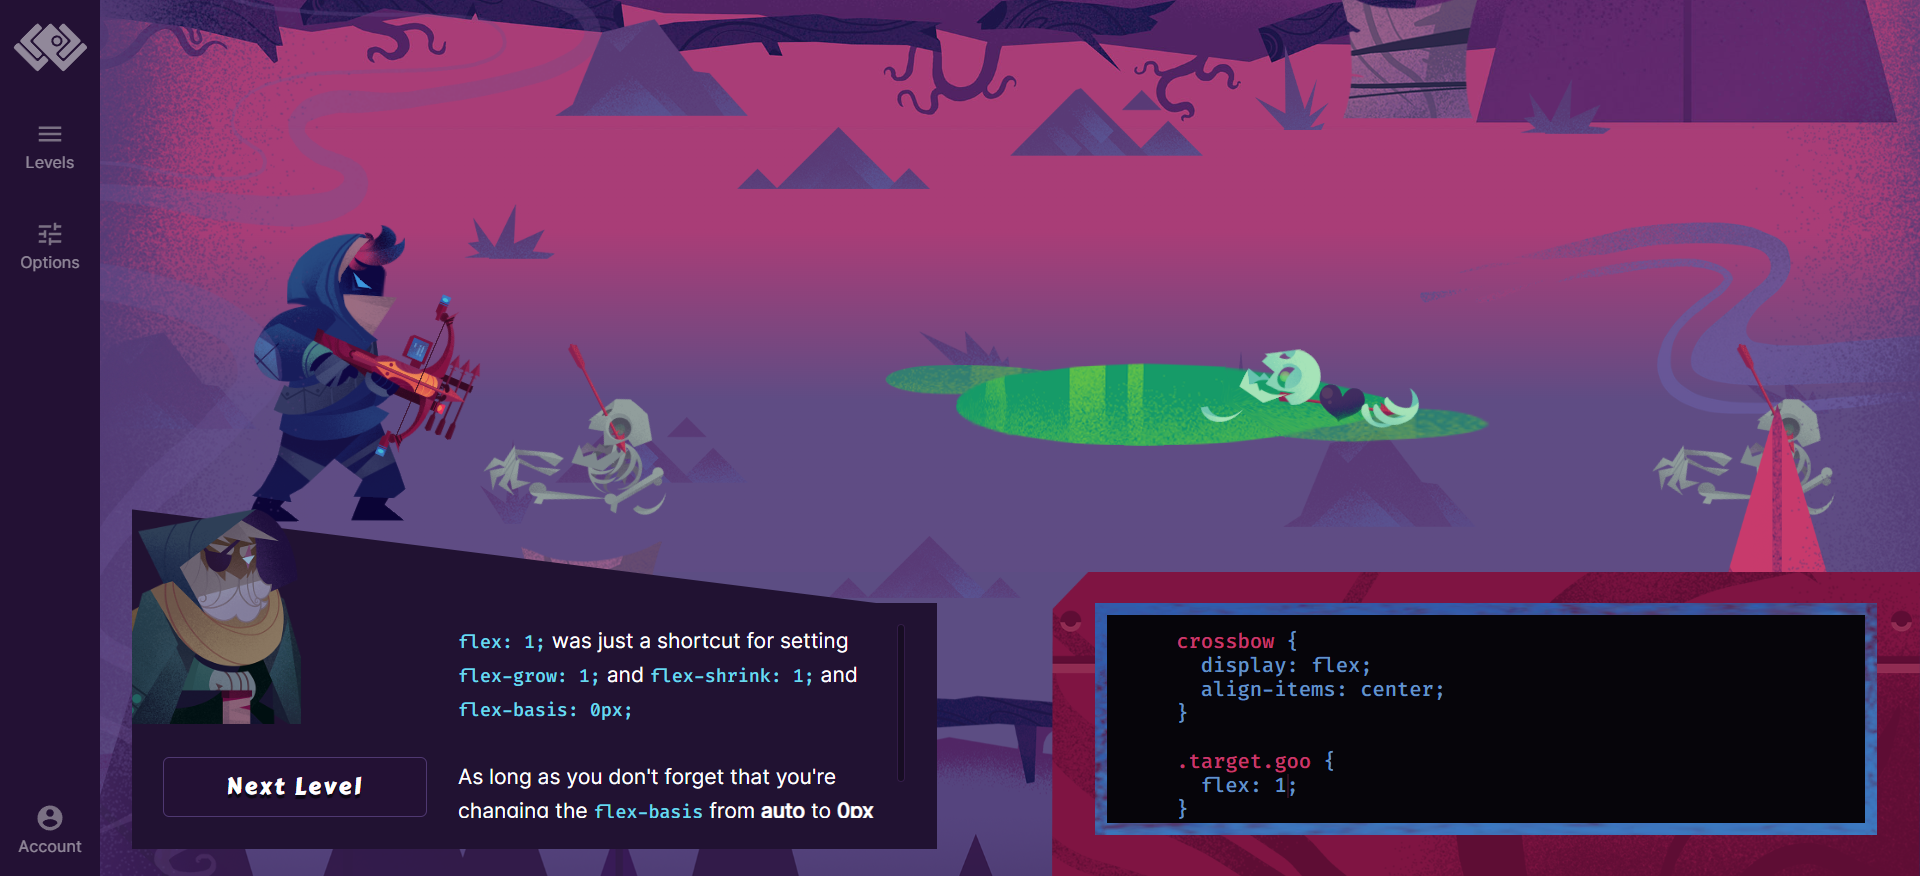 Levels
Options
flex: 1; was just a shortcut for setting
flex-grow: 1; and flex-shrink: 1; and
flex-basis: 0px;
As long as you don't forget that you're
changing the flex-basis from auto to 0px
Next Level
Account
crossbow {
  display: flex;
  align-items: center;
}
.target.goo {
  flex: 1;
}